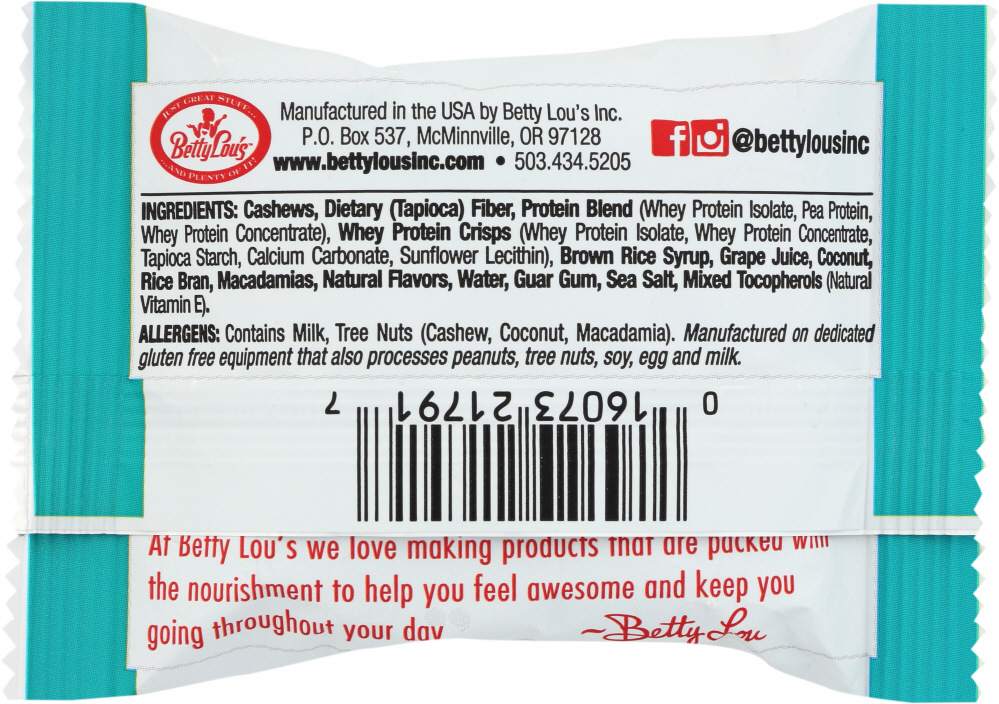 JUST GREAT STUFF...
Betty Lou's™
...AND PLENTY OF IT!
Manufactured in the USA by Betty Lou's Inc.
P.O. Box 537, McMinnville, OR 97128
www.bettylousinc.com • 503.434.5205
@bettylousinc
INGREDIENTS: Cashews, Dietary (Tapioca) Fiber, Protein Blend (Whey Protein Isolate, Pea Protein,
Whey Protein Concentrate), Whey Protein Crisps (Whey Protein Isolate, Whey Protein Concentrate,
Tapioca Starch, Calcium Carbonate, Sunflower Lecithin), Brown Rice Syrup, Grape Juice, Coconut,
Rice Bran, Macadamias, Natural Flavors, Water, Guar Gum, Sea Salt, Mixed Tocopherols (Natural
Vitamin E).
ALLERGENS: Contains Milk, Tree Nuts (Cashew, Coconut, Macadamia). Manufactured on dedicated
gluten free equipment that also processes peanuts, tree nuts, soy, egg and milk.
0 16073 21791 7
At Betty Lou's we love making products that are packed with
the nourishment to help you feel awesome and keep you
going throughout your day
~Betty Lou